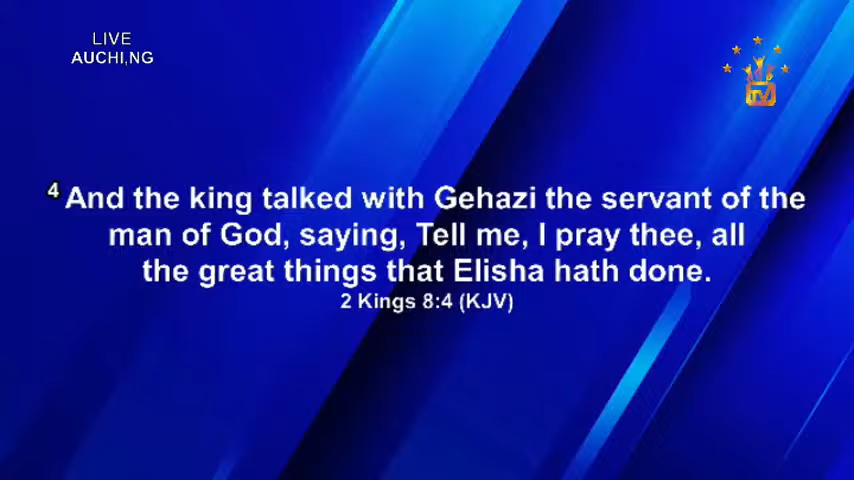 LIVE
AUCHI,NG
TV
4 And the king talked with Gehazi the servant of the
man of God, saying, Tell me, I pray thee, all
the great things that Elisha hath done.
2 Kings 8:4 (KJV)